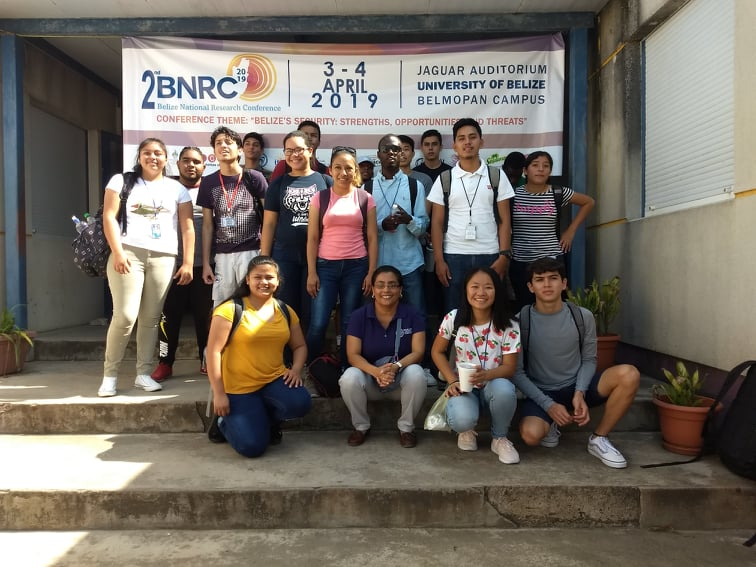 2nd BNRC 2019
Belize National Research Conference
3 - 4
APRIL
2019
JAGUAR AUDITORIUM
UNIVERSITY OF BELIZE
BELMOPAN CAMPUS
CONFERENCE THEME: "BELIZE'S SECURITY: STRENGTHS, OPPORTUNITIES AND THREATS"